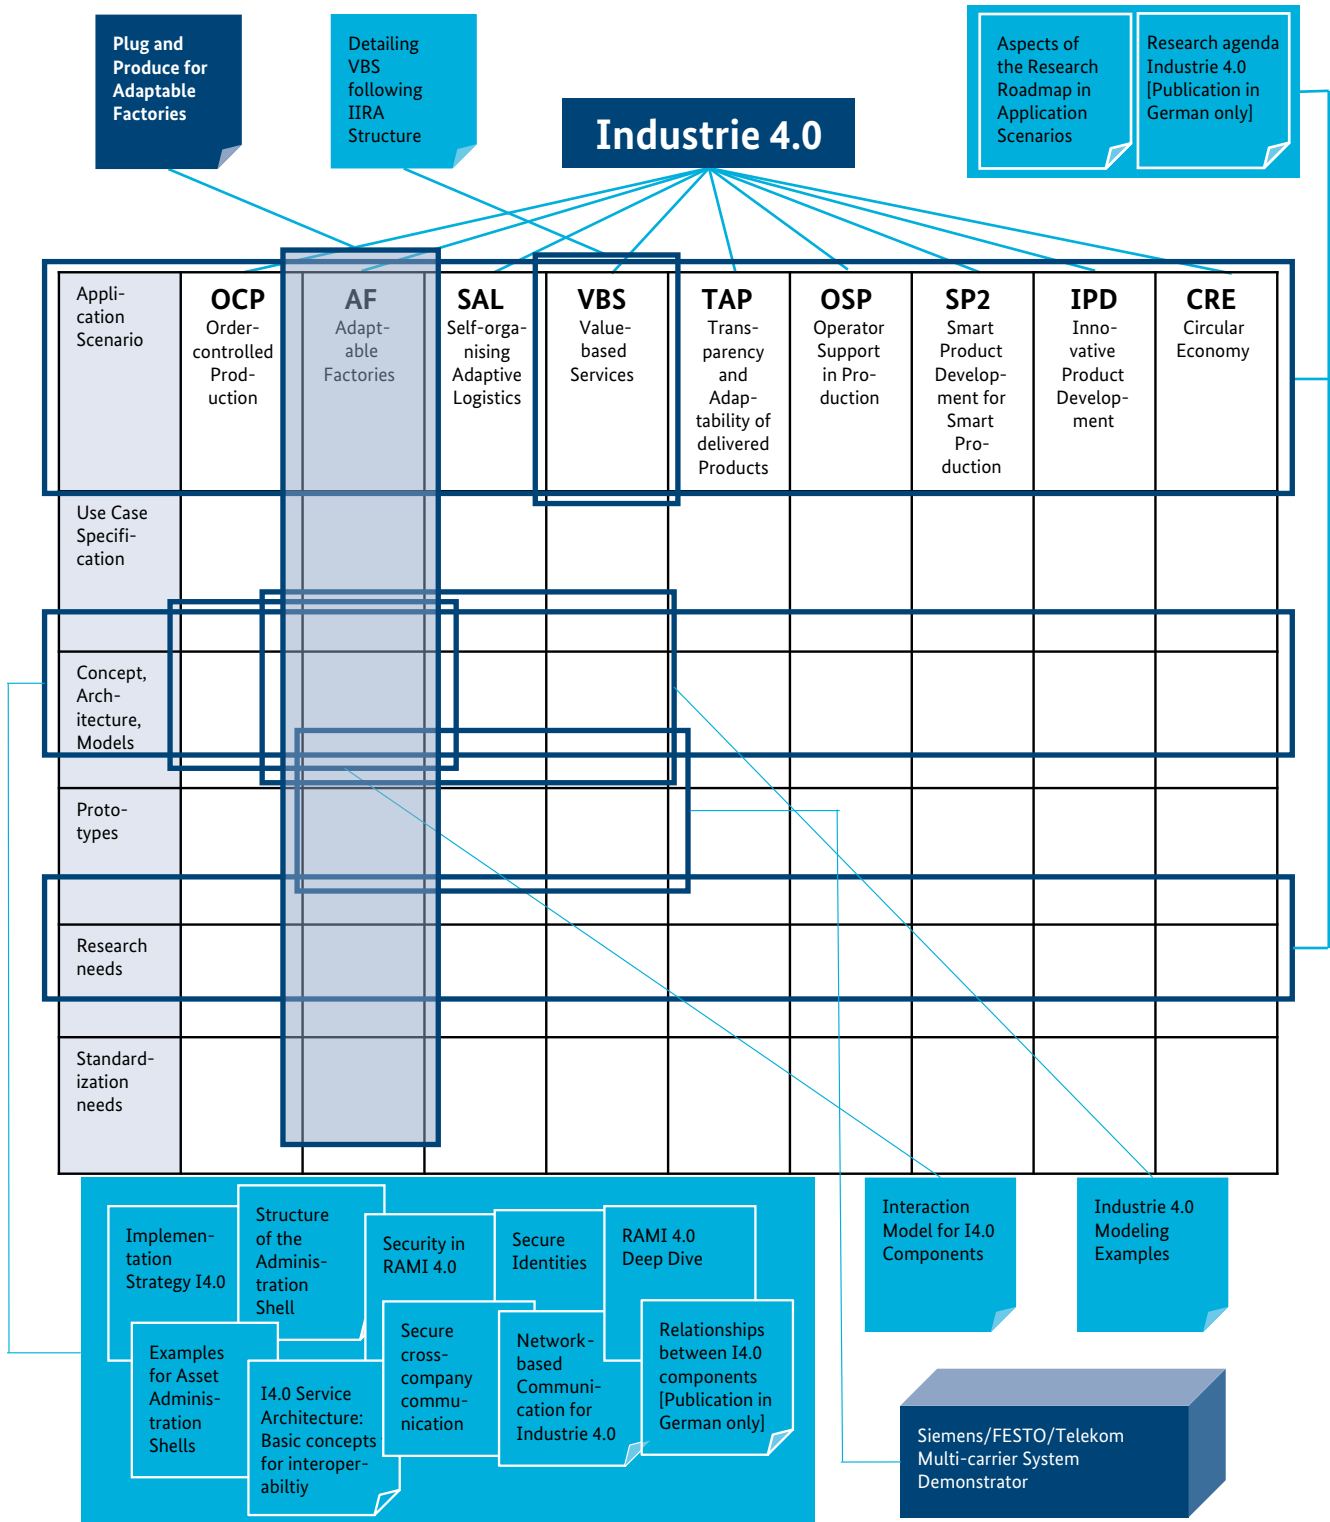 Plug and
Produce for
Adaptable
Factories
Detailing
VBS
following
IIRA
Structure
Industrie 4.0
Aspects of
the Research
Roadmap in
Application
Scenarios
Research agenda
Industrie 4.0
[Publication in
German only]
Appli-
cation
Scenario
OCP
Order-
controlled
Prod-
uction
AF
Adapt-
able
Factories
SAL
Self-orga-
nising
Adaptive
Logistics
VBS
Value-
based
Services
TAP
Trans-
parency
and
Adap-
tability of
delivered
Products
OSP
Operator
Support
in Pro-
duction
SP2
Smart
Product
Develop-
ment for
Smart
Pro-
duction
IPD
Inno-
vative
Product
Develop-
ment
CRE
Circular
Economy
Use Case
Specifi-
cation
Concept,
Arch-
itecture,
Models
Proto-
types
Research
needs
Standard-
ization
needs
Implemen-
tation
Strategy I4.0
Structure
of the
Adminis-
tration
Shell
Security in
RAMI 4.0
Secure
Identities
RAMI 4.0
Deep Dive
Examples
for Asset
Adminis-
tration
Shells
I4.0 Service
Architecture:
Basic concepts
for interoper-
abiltiy
Secure
cross-
company
commu-
nication
Network-
based
Communi-
cation for
Industrie 4.0
Relationships
between I4.0
components
[Publication in
German only]
Interaction
Model for I4.0
Components
Industrie 4.0
Modeling
Examples
Siemens/FESTO/Telekom
Multi-carrier System
Demonstrator